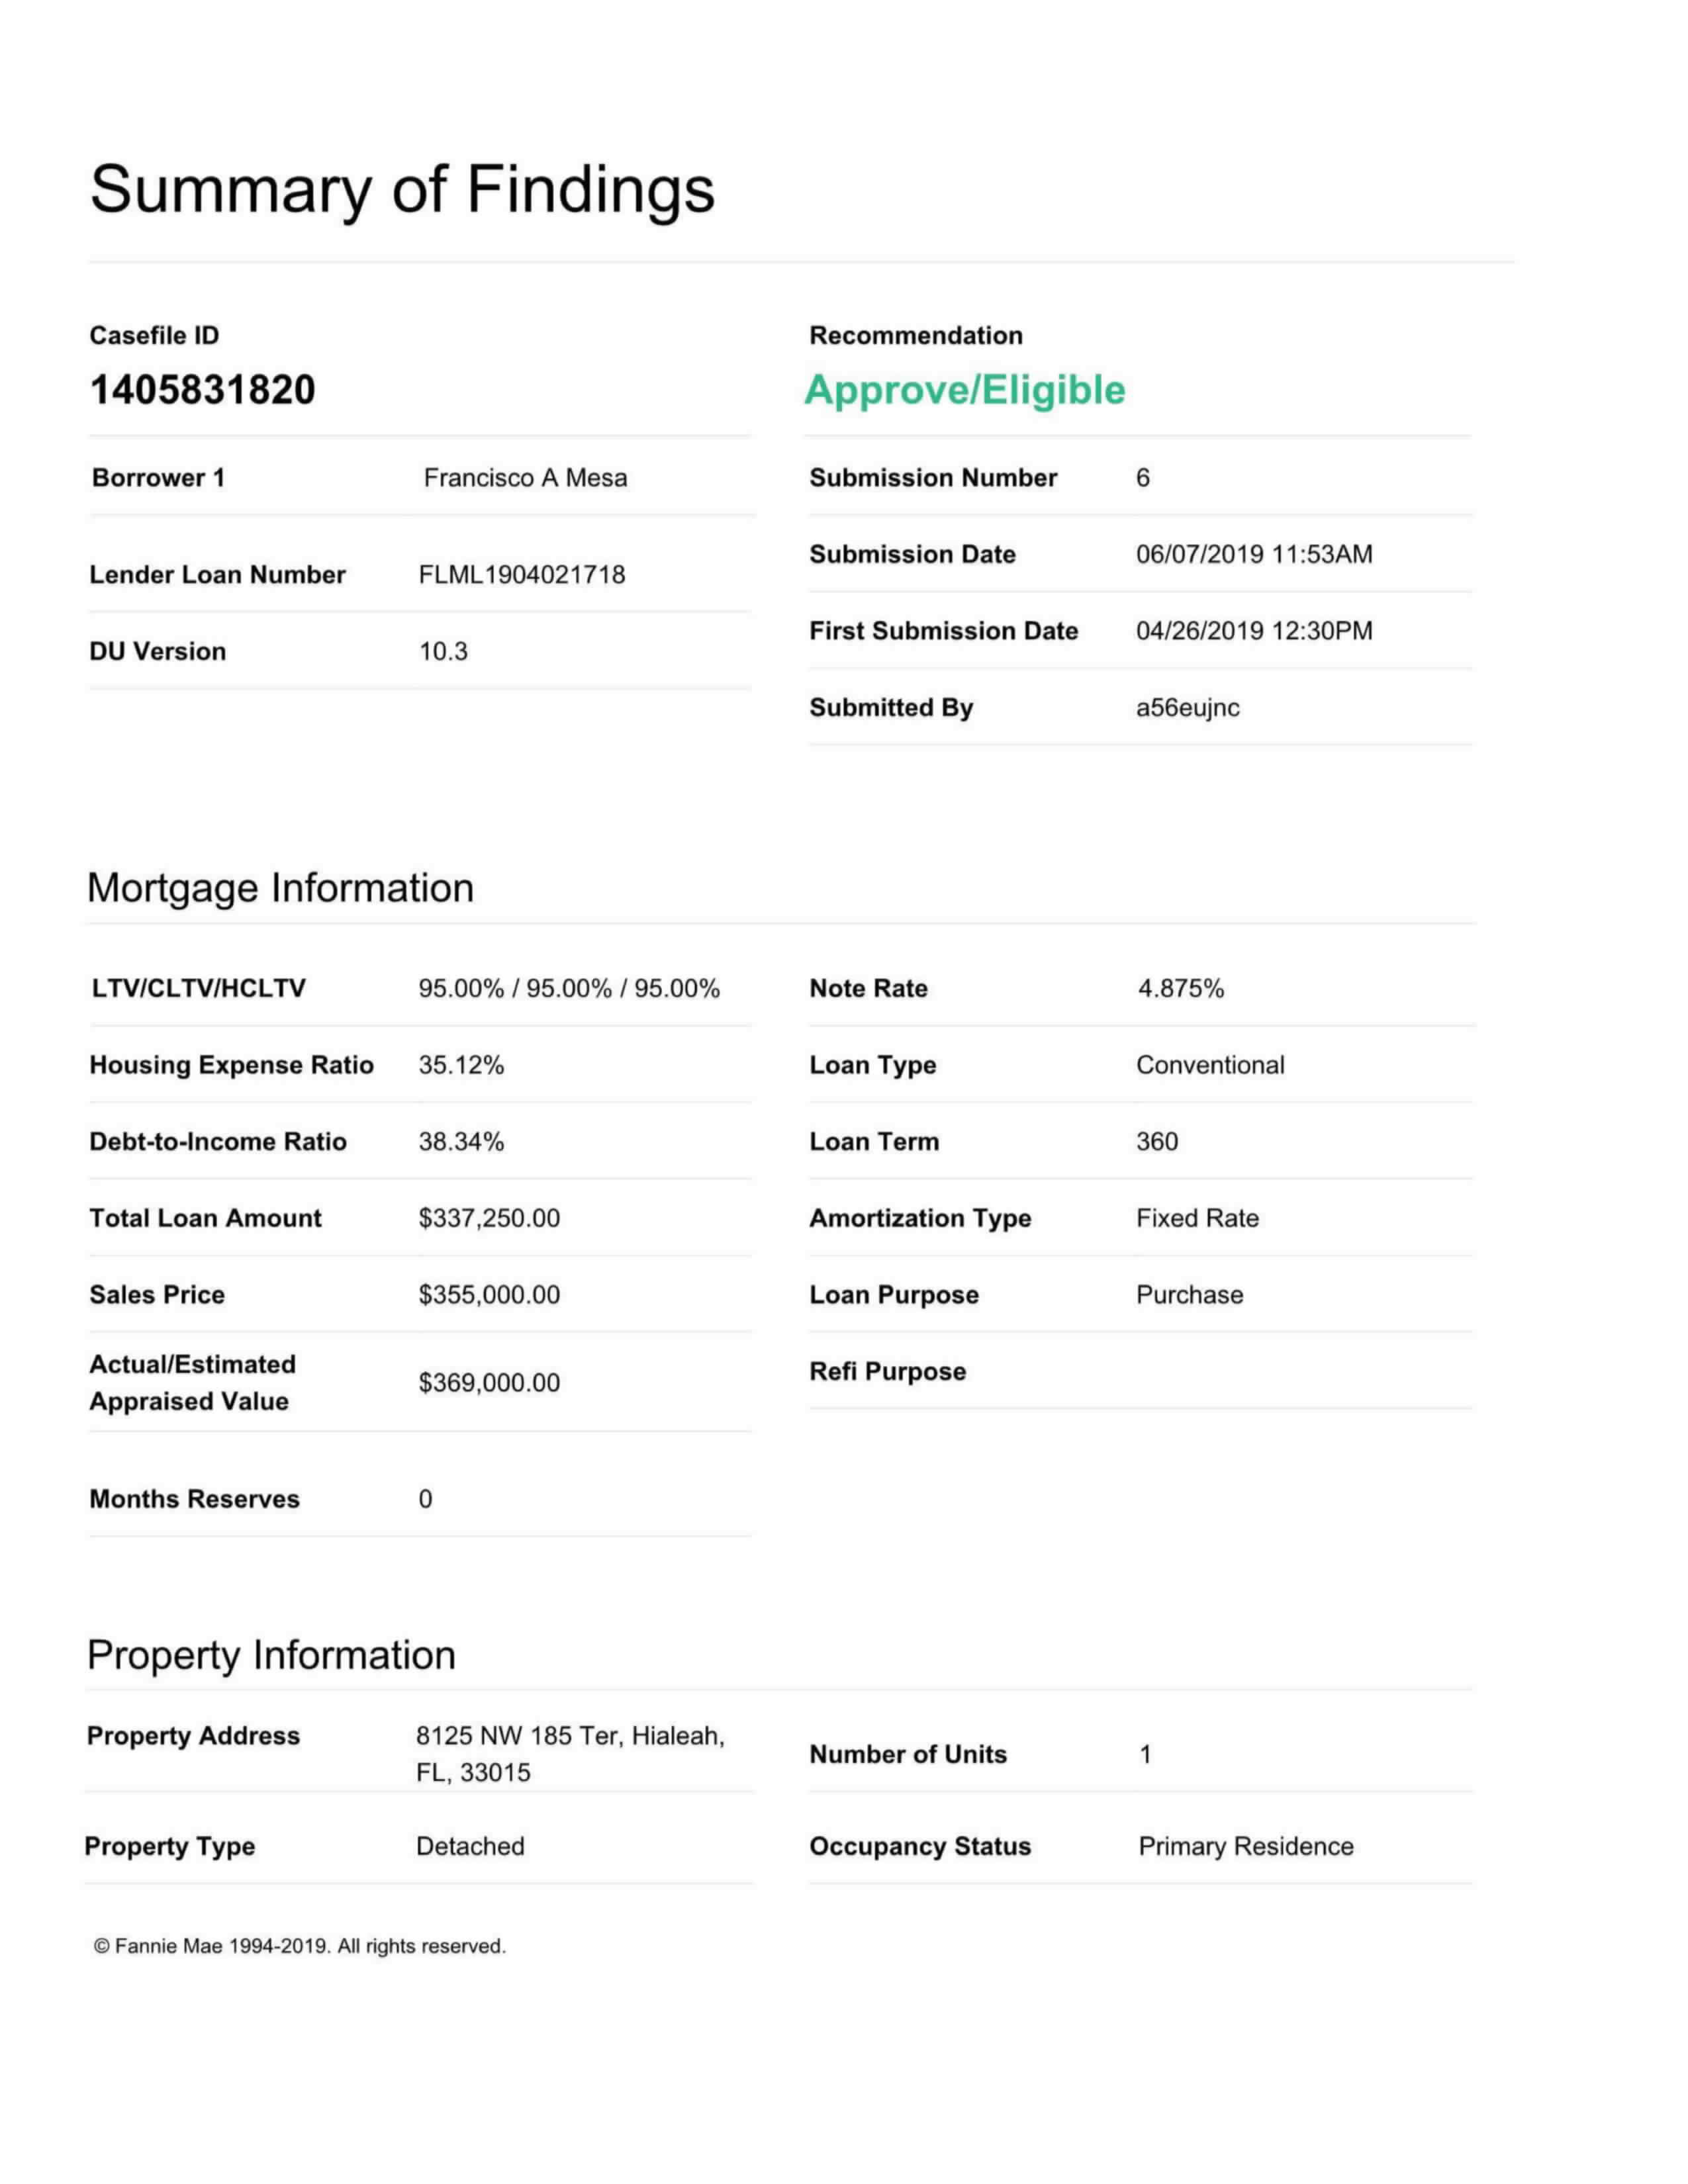 Summary of Findings
Casefile ID
1405831820
Recommendation
Approve/Eligible
Borrower 1 Francisco A Mesa
Lender Loan Number FLML1904021718
DU Version 10.3
Submission Number 6
Submission Date 06/07/2019 11:53AM
First Submission Date 04/26/2019 12:30PM
Submitted By a56eujnc
Mortgage Information
LTV/CLTV/HCLTV 95.00% / 95.00% / 95.00%
Housing Expense Ratio 35.12%
Debt-to-Income Ratio 38.34%
Total Loan Amount $337,250.00
Sales Price $355,000.00
Actual/Estimated
Appraised Value $369,000.00
Months Reserves 0
Note Rate 4.875%
Loan Type Conventional
Loan Term 360
Amortization Type Fixed Rate
Loan Purpose Purchase
Refi Purpose
Property Information
Property Address 8125 NW 185 Ter, Hialeah,
FL, 33015
Property Type Detached
Number of Units 1
Occupancy Status Primary Residence
© Fannie Mae 1994-2019. All rights reserved.